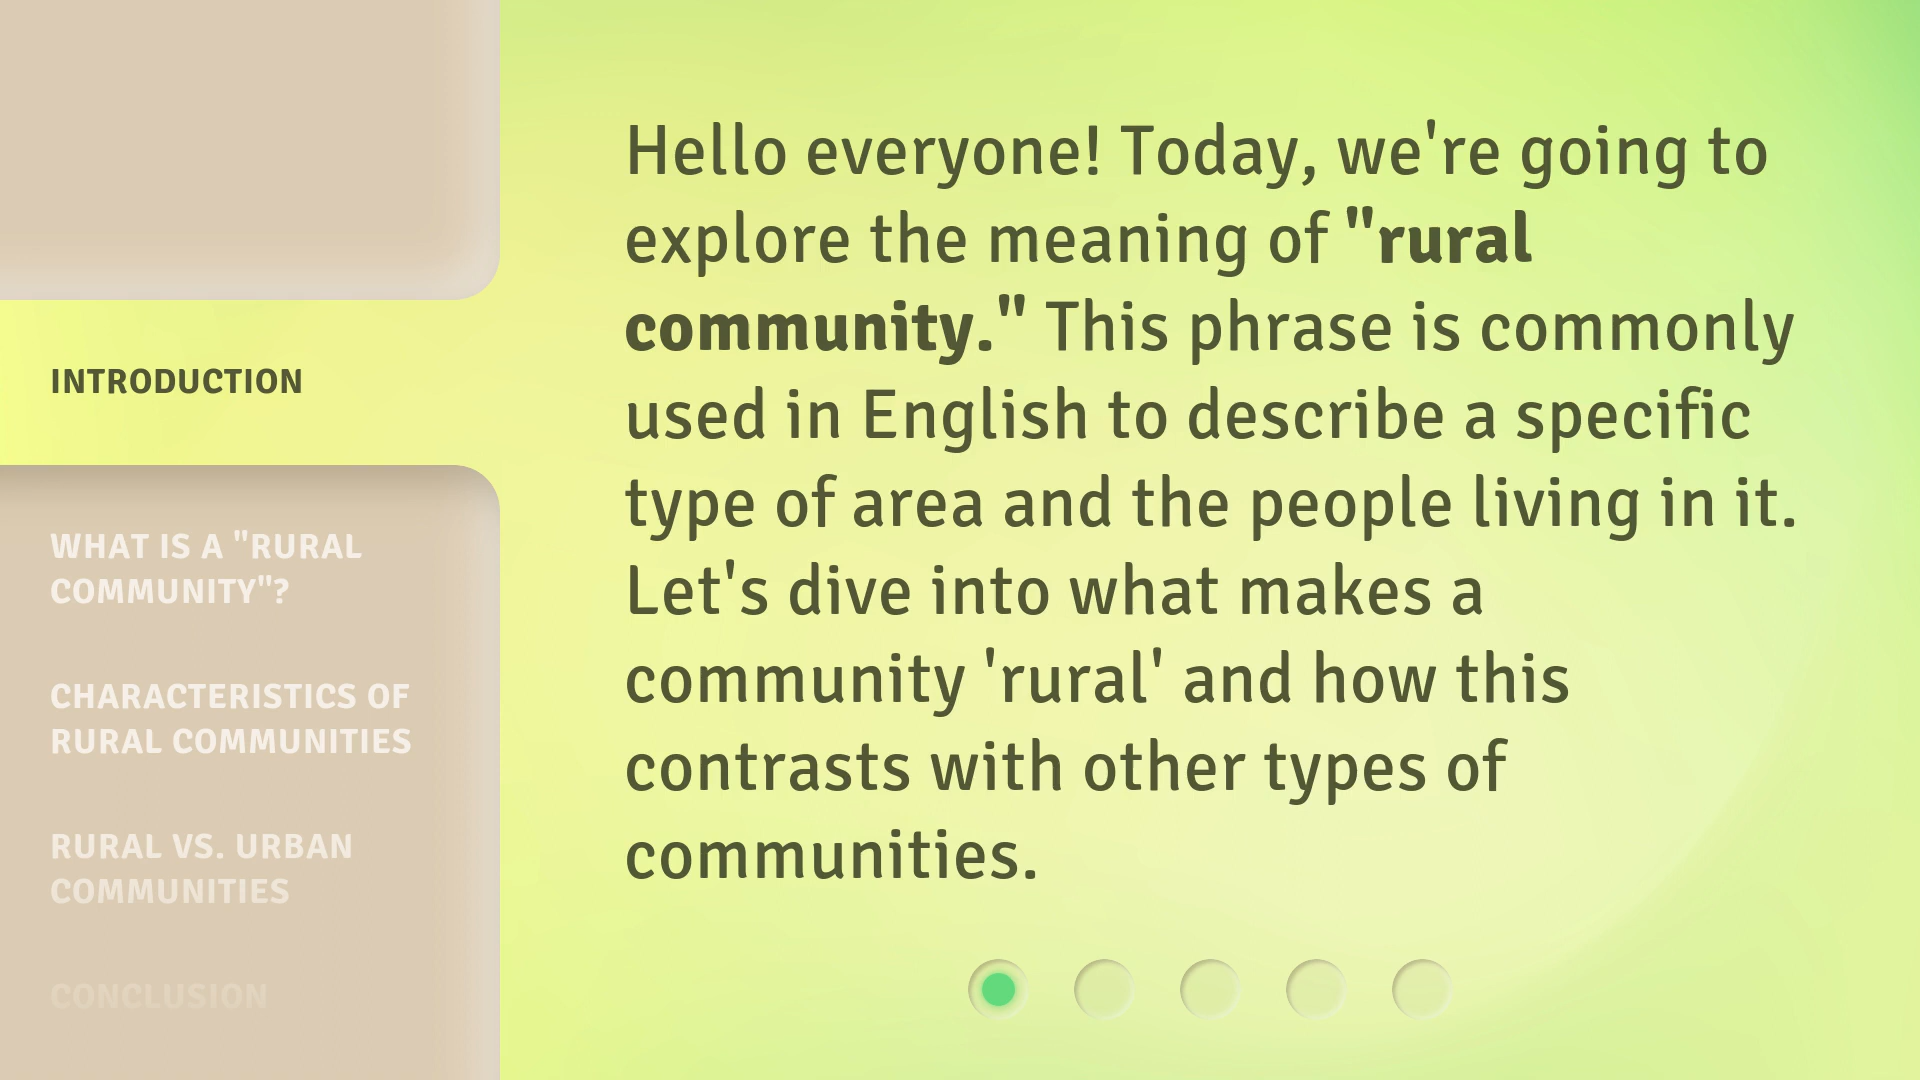 INTRODUCTION
WHAT IS A "RURAL
COMMUNITY"?
CHARACTERISTICS OF
RURAL COMMUNITIES
RURAL VS. URBAN
COMMUNITIES
CONCLUSION
Hello everyone! Today, we're going to
explore the meaning of "rural
community." This phrase is commonly
used in English to describe a specific
type of area and the people living in it.
Let's dive into what makes a
community 'rural' and how this
contrasts with other types of
communities.